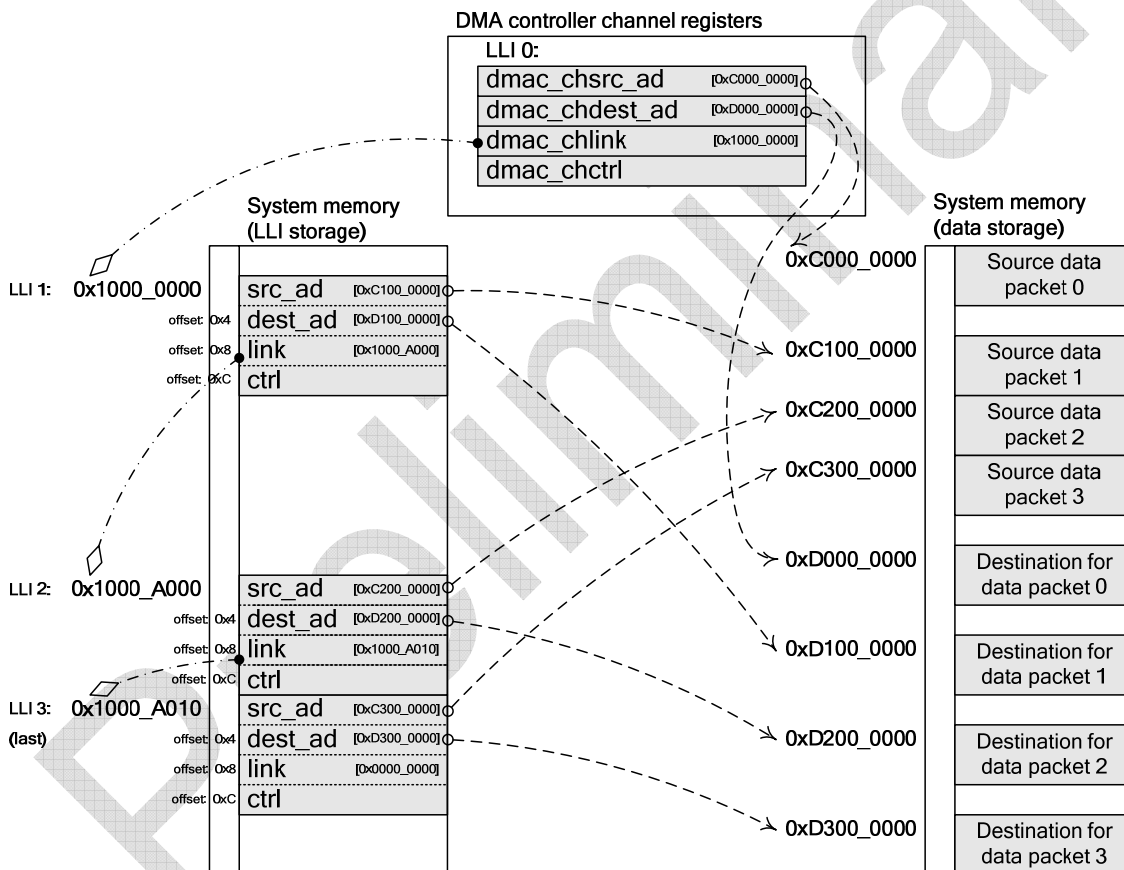 DMA controller channel registers
LLI 0:
dmac_chsrc_ad [0xC000_0000]
dmac_chdest_ad [0xD000_0000]
dmac_chlink [0x1000_0000]
dmac_chctrl
System memory
(LLI storage)
LLI 1: 0x1000_0000
src_ad [0xC100_0000]
offset: 0x4 dest_ad [0xD100_0000]
offset: 0x8 link [0x1000_A000]
offset: 0xC ctrl
LLI 2: 0x1000_A000
src_ad [0xC200_0000]
offset: 0x4 dest_ad [0xD200_0000]
offset: 0x8 link [0x1000_A010]
offset: 0xC ctrl
LLI 3: 0x1000_A010
(last)
src_ad [0xC300_0000]
offset: 0x4 dest_ad [0xD300_0000]
offset: 0x8 link [0x0000_0000]
offset: 0xC ctrl
System memory
(data storage)
0xC000_0000
Source data
packet 0
0xC100_0000
Source data
packet 1
0xC200_0000
Source data
packet 2
0xC300_0000
Source data
packet 3
0xD000_0000
Destination for
data packet 0
0xD100_0000
Destination for
data packet 1
0xD200_0000
Destination for
data packet 2
0xD300_0000
Destination for
data packet 3